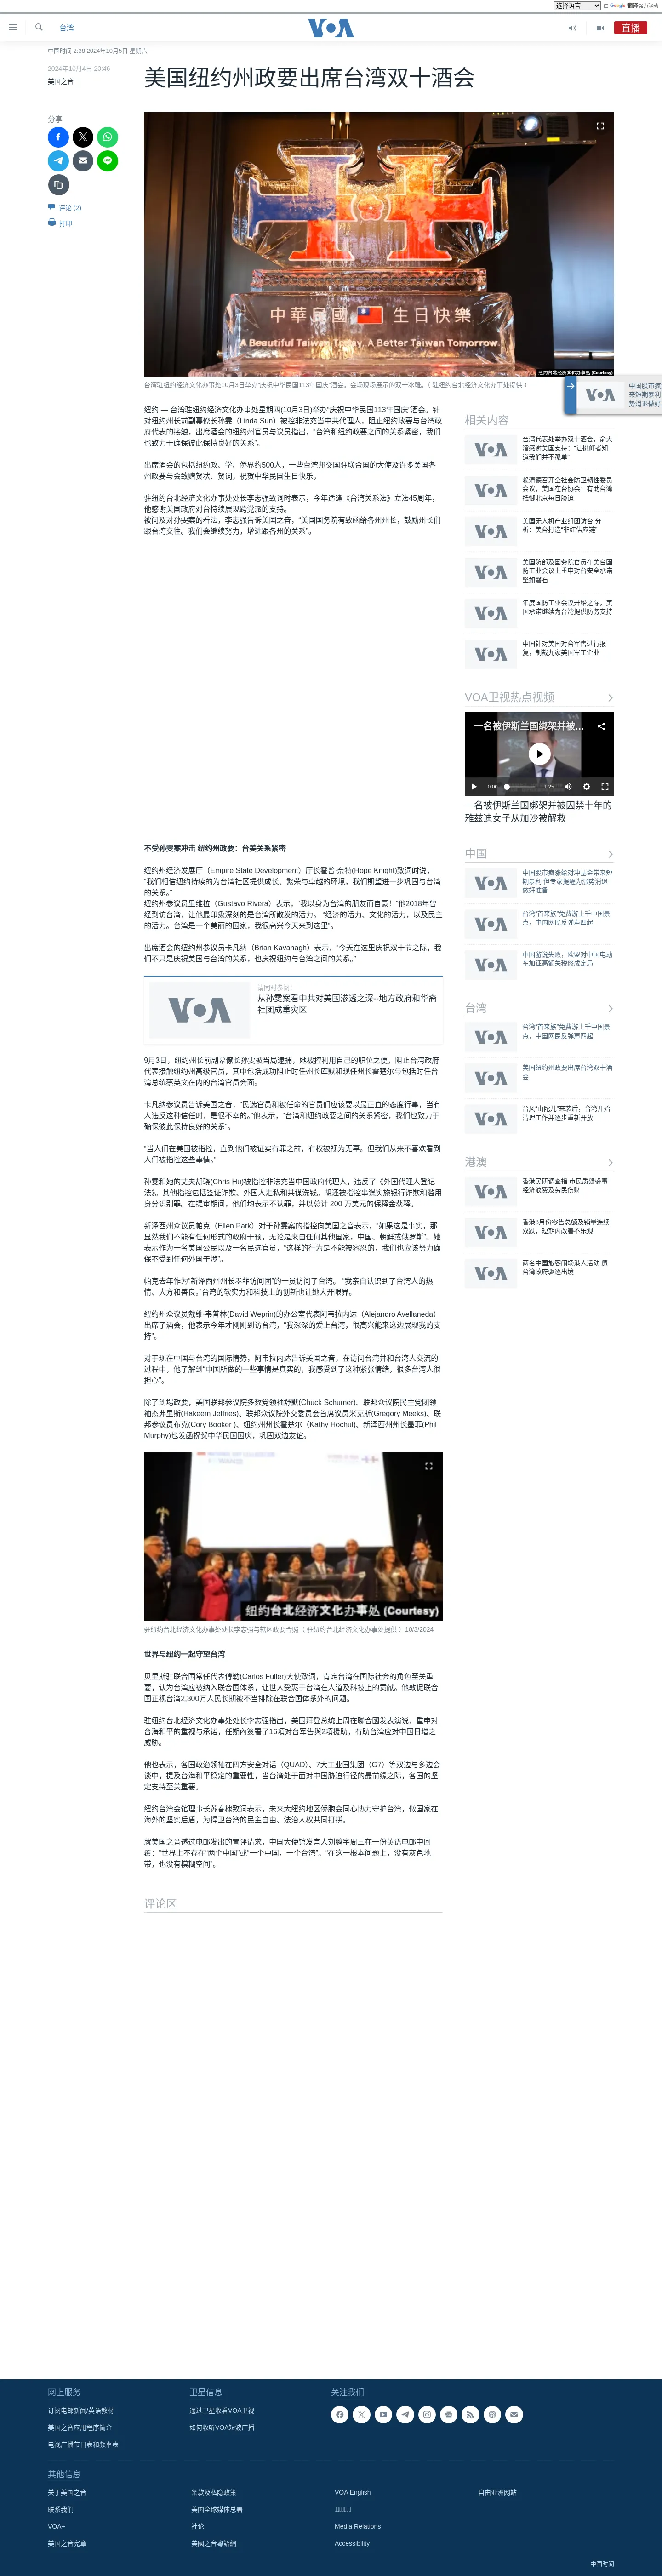 选择语言
由 Google 翻译强力驱动
台湾
VOA
直播
中国时间 2:36 2024年10月5日 星期六
2024年10月4日 20:46
美国之音
美国纽约州政要出席台湾双十酒会
分享
评论 (2)
打印
中華民國 生日快樂
A Beautiful Taiwan Today, A Better Taiwan Tomorrow
纽约台北经济文化办事处 (Courtesy)
台湾驻纽约经济文化办事处10月3日举办“庆祝中华民国113年国庆”酒会。会场现场展示的双十冰雕。( 驻纽约台北经济文化办事处提供 )
纽约 — 台湾驻纽约经济文化办事处星期四(10月3日)举办“庆祝中华民国113年国庆”酒会。针
对纽约州长前副幕僚长孙雯（Linda Sun）被控非法充当中共代理人，阻止纽约政要与台湾政
府代表的接触，出席酒会的纽约州官员与议员指出，“台湾和纽约政要之间的关系紧密，我们也
致力于确保彼此保持良好的关系”。
出席酒会的包括纽约政、学、侨界约500人，一些台湾邦交国驻联合国的大使及许多美国各
州政要与会致赠贺状、贺词，祝贺中华民国生日快乐。
驻纽约台北经济文化办事处处长李志强致词时表示，今年适逢《台湾关系法》立法45周年，
他感谢美国政府对台持续展现跨党派的支持。
被问及对孙雯案的看法，李志强告诉美国之音，“美国国务院有致函给各州州长，鼓励州长们
跟台湾交往。我们会继续努力，增进跟各州的关系”。
不受孙雯案冲击 纽约州政要：台美关系紧密
纽约州经济发展厅（Empire State Development）厅长霍普·奈特(Hope Knight)致词时说，
“我们相信纽约持续的为台湾社区提供成长、繁荣与卓越的环境，我们期望进一步巩固与台湾
的关系。”
纽约州参议员里维拉（Gustavo Rivera）表示，“我以身为台湾的朋友而自豪！”他2018年曾
经到访台湾，让他最印象深刻的是台湾所散发的活力。 “经济的活力、文化的活力，以及民主
的活力。台湾是一个美丽的国家，我很高兴今天来到这里”。
出席酒会的纽约州参议员卡凡纳（Brian Kavanagh）表示，“今天在这里庆祝双十节之际，我
们不只是庆祝美国与台湾的关系，也庆祝纽约与台湾之间的关系。”
VOA
请同时参阅:
从孙雯案看中共对美国渗透之深--地方政府和华裔
社团成重灾区
9月3日，纽约州长前副幕僚长孙雯被当局逮捕，她被控利用自己的职位之便，阻止台湾政府
代表接触纽约州高级官员，其中包括成功阻止时任州长库默和现任州长霍楚尔与包括时任台
湾总统蔡英文在内的台湾官员会面。
卡凡纳参议员告诉美国之音，“民选官员和被任命的官员们应该要以最正直的态度行事，当有
人违反这种信任时，是很不幸的。”他表示，“台湾和纽约政要之间的关系紧密，我们也致力于
确保彼此保持良好的关系”。
“当人们在美国被指控，直到他们被证实有罪之前，有权被视为无辜。但我们从来不喜欢看到
人们被指控这些事情。”
孙雯和她的丈夫胡骁(Chris Hu)被指控非法充当中国政府代理人，违反了《外国代理人登记
法》。其他指控包括签证诈欺、外国人走私和共谋洗钱。胡还被指控串谋实施银行诈欺和滥用
身分识别罪。在提审期间，他们均表示不认罪，并以总计 200 万美元的保释金获释。
新泽西州众议员帕克（Ellen Park）对于孙雯案的指控向美国之音表示，“如果这是事实，那
显然我们不能有任何形式的政府干预，无论是来自任何其他国家，中国、朝鲜或俄罗斯”。她
表示作为一名美国公民以及一名民选官员，“这样的行为是不能被容忍的，我们也应该努力确
保不受到任何外国干涉”。
帕克去年作为“新泽西州州长墨菲访问团”的一员访问了台湾。 “我亲自认识到了台湾人的热
情、大方和善良。”台湾的软实力和科技上的创新也让她大开眼界。
纽约州众议员戴维·韦普林(David Weprin)的办公室代表阿韦拉内达（Alejandro Avellaneda）
出席了酒会，他表示今年才刚刚到访台湾，“我深深的爱上台湾，很高兴能来这边展现我的支
持”。
对于现在中国与台湾的国际情势，阿韦拉内达告诉美国之音，在访问台湾并和台湾人交流的
过程中，他了解到“中国所做的一些事情是真实的，我感受到了这种紧张情绪，很多台湾人很
担心”。
除了到場政要，美国联邦参议院多数党领袖舒默(Chuck Schumer)、联邦众议院民主党团领
袖杰弗里斯(Hakeem Jeffries)、联邦众议院外交委员会首席议员米克斯(Gregory Meeks)、联
邦参议员布克(Cory Booker )、纽约州州长霍楚尔（Kathy Hochul)、新泽西州州长墨菲(Phil
Murphy)也发函祝贺中华民国国庆，巩固双边友谊。
纽约台北经济文化办事处 (Courtesy)
驻纽约台北经济文化办事处处长李志强与辖区政要合照（ 驻纽约台北经济文化办事处提供 ）10/3/2024
世界与纽约一起守望台湾
贝里斯驻联合国常任代表傅勒(Carlos Fuller)大使致词，肯定台湾在国际社会的角色至关重
要，认为台湾应被纳入联合国体系，让世人受惠于台湾在人道及科技上的贡献。他敦促联合
国正视台湾2,300万人民长期被不当排除在联合国体系外的问题。
驻纽约台北经济文化办事处处长李志强指出，美国拜登总统上周在聯合國发表演说，重申对
台海和平的重视与承诺，任期內簽署了16項对台军售與2項援助，有助台湾应对中国日增之
威胁。
他也表示，各国政治领袖在四方安全对话（QUAD）、7大工业国集团（G7）等双边与多边会
谈中，提及台海和平稳定的重要性，当台湾处于面对中国胁迫行径的最前缘之际，各国的坚
定支持至关重要。
纽约台湾会馆理事长苏春槐致词表示，未来大纽约地区侨胞会同心协力守护台湾，做国家在
海外的坚实后盾，为捍卫台湾的民主自由、法治人权共同打拼。
就美国之音透过电邮发出的置评请求，中国大使馆发言人刘鹏宇周三在一份英语电邮中回
覆：“世界上不存在“两个中国”或“一个中国，一个台湾”。“在这一根本问题上，没有灰色地
带，也没有模糊空间”。
评论区
VOA
中国股市疯涨
来短期暴利
势消退做好
相关内容
VOA
台湾代表处举办双十酒会，俞大
㵢感谢美国支持：“让挑衅者知
道我们并不孤单”
VOA
赖清德召开全社会防卫韧性委员
会议，美国在台协会：有助台湾
抵御北京每日胁迫
VOA
美国无人机产业组团访台 分
析：美台打造“非红供应链”
VOA
美国防部及国务院官员在美台国
防工业会议上重申对台安全承诺
坚如磐石
VOA
年度国防工业会议开始之际，美
国承诺继续为台湾提供防务支持
VOA
中国针对美国对台军售进行报
复，制裁九家美国军工企业
VOA卫视热点视频
一名被伊斯兰国绑架并被...
0:00
1:25
一名被伊斯兰国绑架并被囚禁十年的
雅兹迪女子从加沙被解救
中国
VOA
中国股市疯涨给对冲基金带来短
期暴利 但专家提醒为涨势消退
做好准备
VOA
台湾“首来族”免费游上千中国景
点，中国网民反弹声四起
VOA
中国游说失败，欧盟对中国电动
车加征高额关税终成定局
台湾
VOA
台湾“首来族”免费游上千中国景
点，中国网民反弹声四起
VOA
美国纽约州政要出席台湾双十酒
会
VOA
台风“山陀儿”来袭后，台湾开始
清理工作并逐步重新开放
港澳
VOA
香港民研调查指 市民质疑盛事
经济浪费及劳民伤财
VOA
香港8月份零售总额及销量连续
双跌，短期内改善不乐观
VOA
两名中国旅客闹场港人活动 遭
台湾政府驱逐出境
网上服务
订阅电邮新闻/英语教材
美国之音应用程序简介
电视广播节目表和频率表
卫星信息
通过卫星收看VOA卫视
如何收听VOA短波广播
关注我们
其他信息
关于美国之音
联系我们
VOA+
美国之音宪章
条款及私隐政策
美国全球媒体总署
社论
美國之音粵語網
VOA English
Media Relations
Accessibility
自由亚洲网站
中国时间